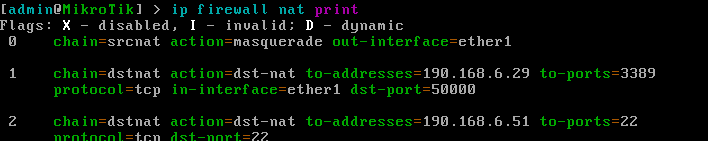 [admin@MikroTik] > ip firewall nat print
Flags: X - disabled, I - invalid; D - dynamic
0 chain=srcnat action=masquerade out-interface=ether1
1 chain=dstnat action=dst-nat to-addresses=190.168.6.29 to-ports=3389
protocol=tcp in-interface=ether1 dst-port=50000
2 chain=dstnat action=dst-nat to-addresses=190.168.6.51 to-ports=22
protocol=tcp dst-port=22